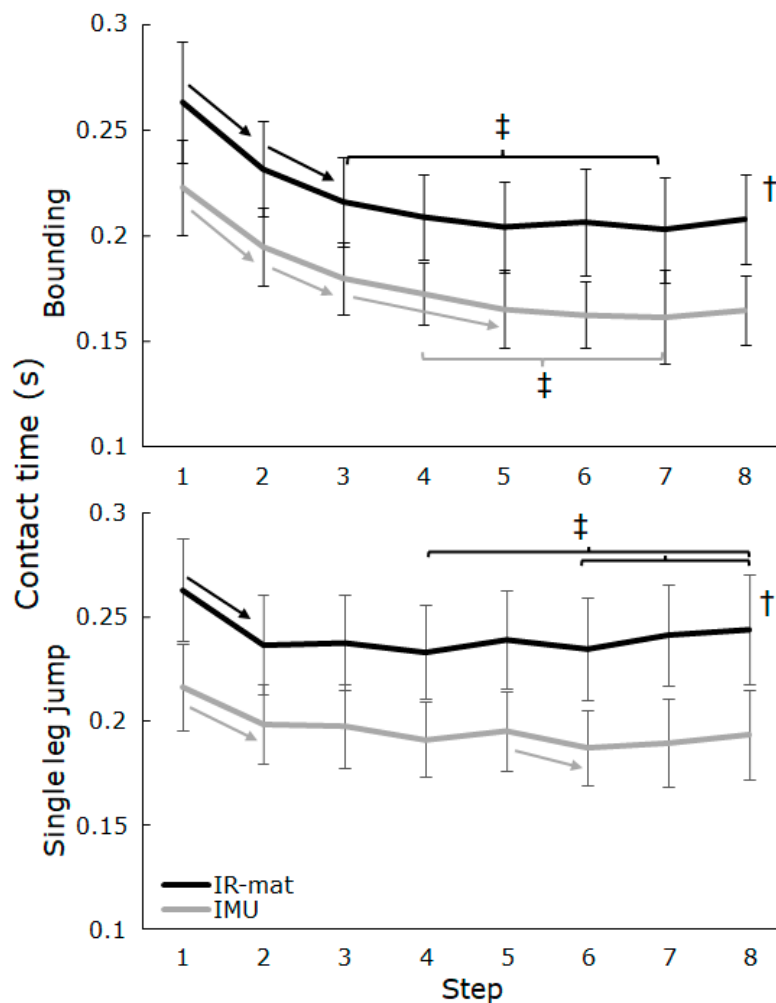 0.3
0.25
0.2
0.15
0.1
‡
†
‡
1 2 3 4 5 6 7 8
Bounding
Contact time (s)
0.3
0.25
0.2
0.15
0.1
‡
†
Single leg jump
IR-mat
IMU
1 2 3 4 5 6 7 8
Step